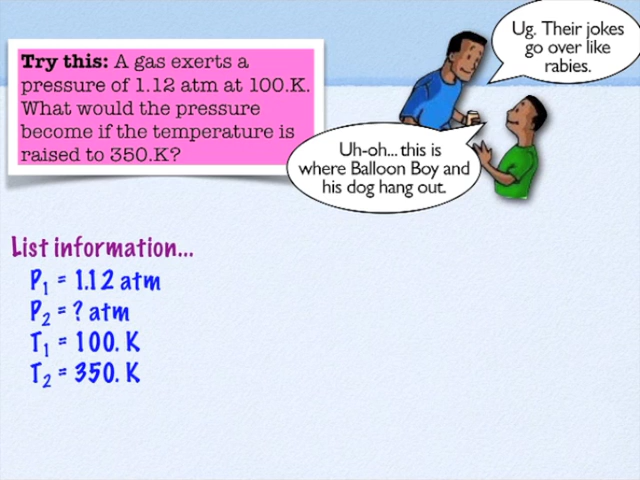 Try this: A gas exerts a
pressure of 1.12 atm at 100.K.
What would the pressure
become if the temperature is
raised to 350.K?
Ug. Their jokes
go over like
rabies.
Uh-oh... this is
where Balloon Boy and
his dog hang out.
List information...
P₁ = 1.12 atm
P₂ = ? atm
T₁ = 100. K
T₂ = 350. K